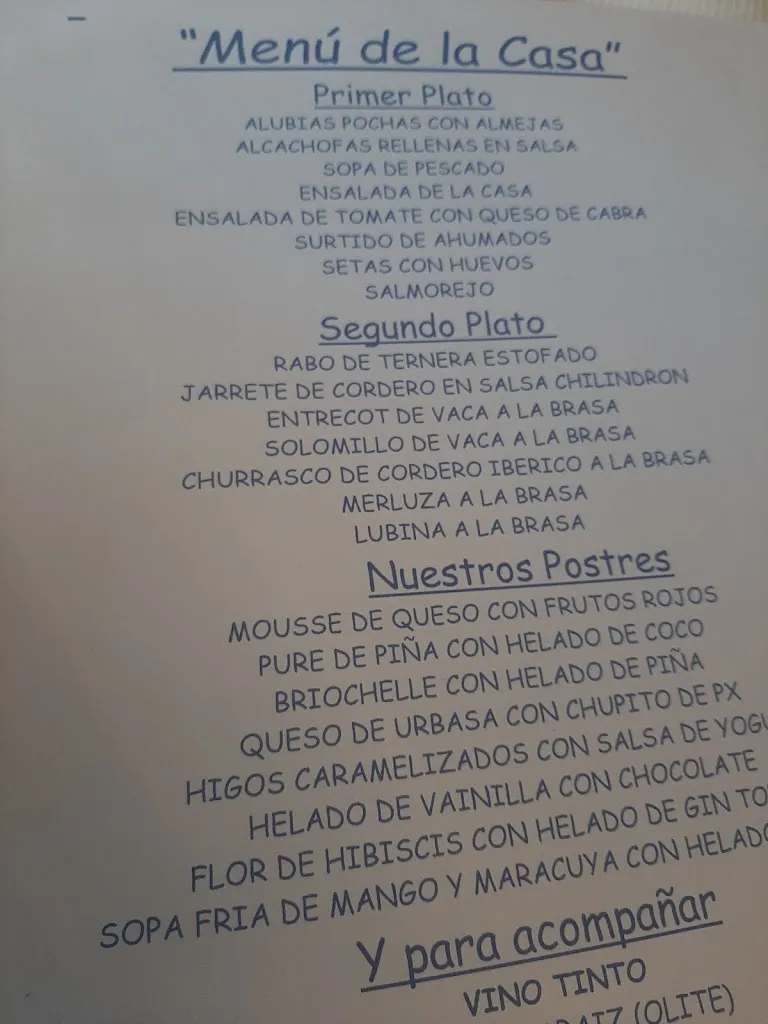 "Menú de la Casa"
Primer Plato
ALUBIAS POCHAS CON ALMEJAS
ALCACHOFAS RELLENAS EN SALSA
SOPA DE PESCADO
ENSALADA DE LA CASA
ENSALADA DE TOMATE CON QUESO DE CABRA
SURTIDO DE AHUMADOS
SETAS CON HUEVOS
SALMOREJO
Segundo Plato
RABO DE TERNERA ESTOFADO
JARRETE DE CORDERO EN SALSA CHILINDRON
ENTRECOT DE VACA A LA BRASA
SOLOMILLO DE VACA A LA BRASA
CHURRASCO DE CORDERO IBERICO A LA BRASA
MERLUZA A LA BRASA
LUBINA A LA BRASA
Nuestros Postres
MOUSSE DE QUESO CON FRUTOS ROJOS
PURE DE PIÑA CON HELADO DE COCO
BRIOCHELLE CON HELADO DE PIÑA
QUESO DE URBASA CON CHUPITO DE PX
HIGOS CARAMELIZADOS CON SALSA DE YOGU
HELADO DE VAINILLA CON CHOCOLATE
FLOR DE HIBISCIS CON HELADO DE GIN TO
SOPA FRIA DE MANGO Y MARACUYA CON HELADO
Y para acompañar
VINO TINTO
(OLITE)